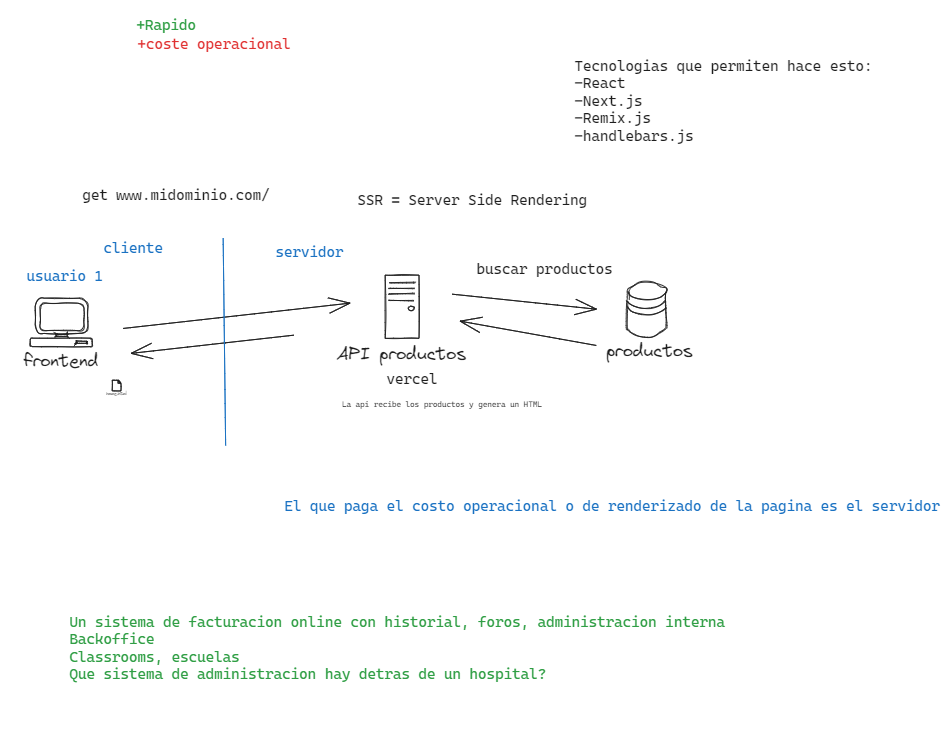 +Rapido
+coste operacional
Tecnologias que permiten hace esto:
-React
-Next.js
-Remix.js
-handlebars.js
get www.midominio.com/
SSR = Server Side Rendering
cliente
servidor
usuario 1
buscar productos
frontend
API productos
productos
vercel
La api recibe los productos y genera un HTML
El que paga el costo operacional o de renderizado de la pagina es el servidor
Un sistema de facturacion online con historial, foros, administracion interna
Backoffice
Classrooms, escuelas
Que sistema de administracion hay detras de un hospital?